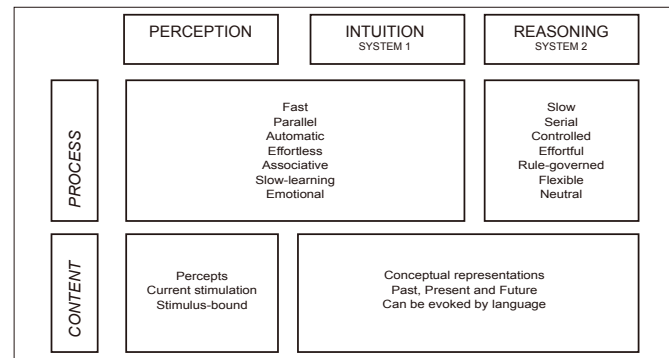 PERCEPTION
INTUITION
SYSTEM 1
REASONING
SYSTEM 2
PROCESS
Fast
Parallel
Automatic
Effortless
Associative
Slow-learning
Emotional
Slow
Serial
Controlled
Effortful
Rule-governed
Flexible
Neutral
CONTENT
Percepts
Current stimulation
Stimulus-bound
Conceptual representations
Past, Present and Future
Can be evoked by language